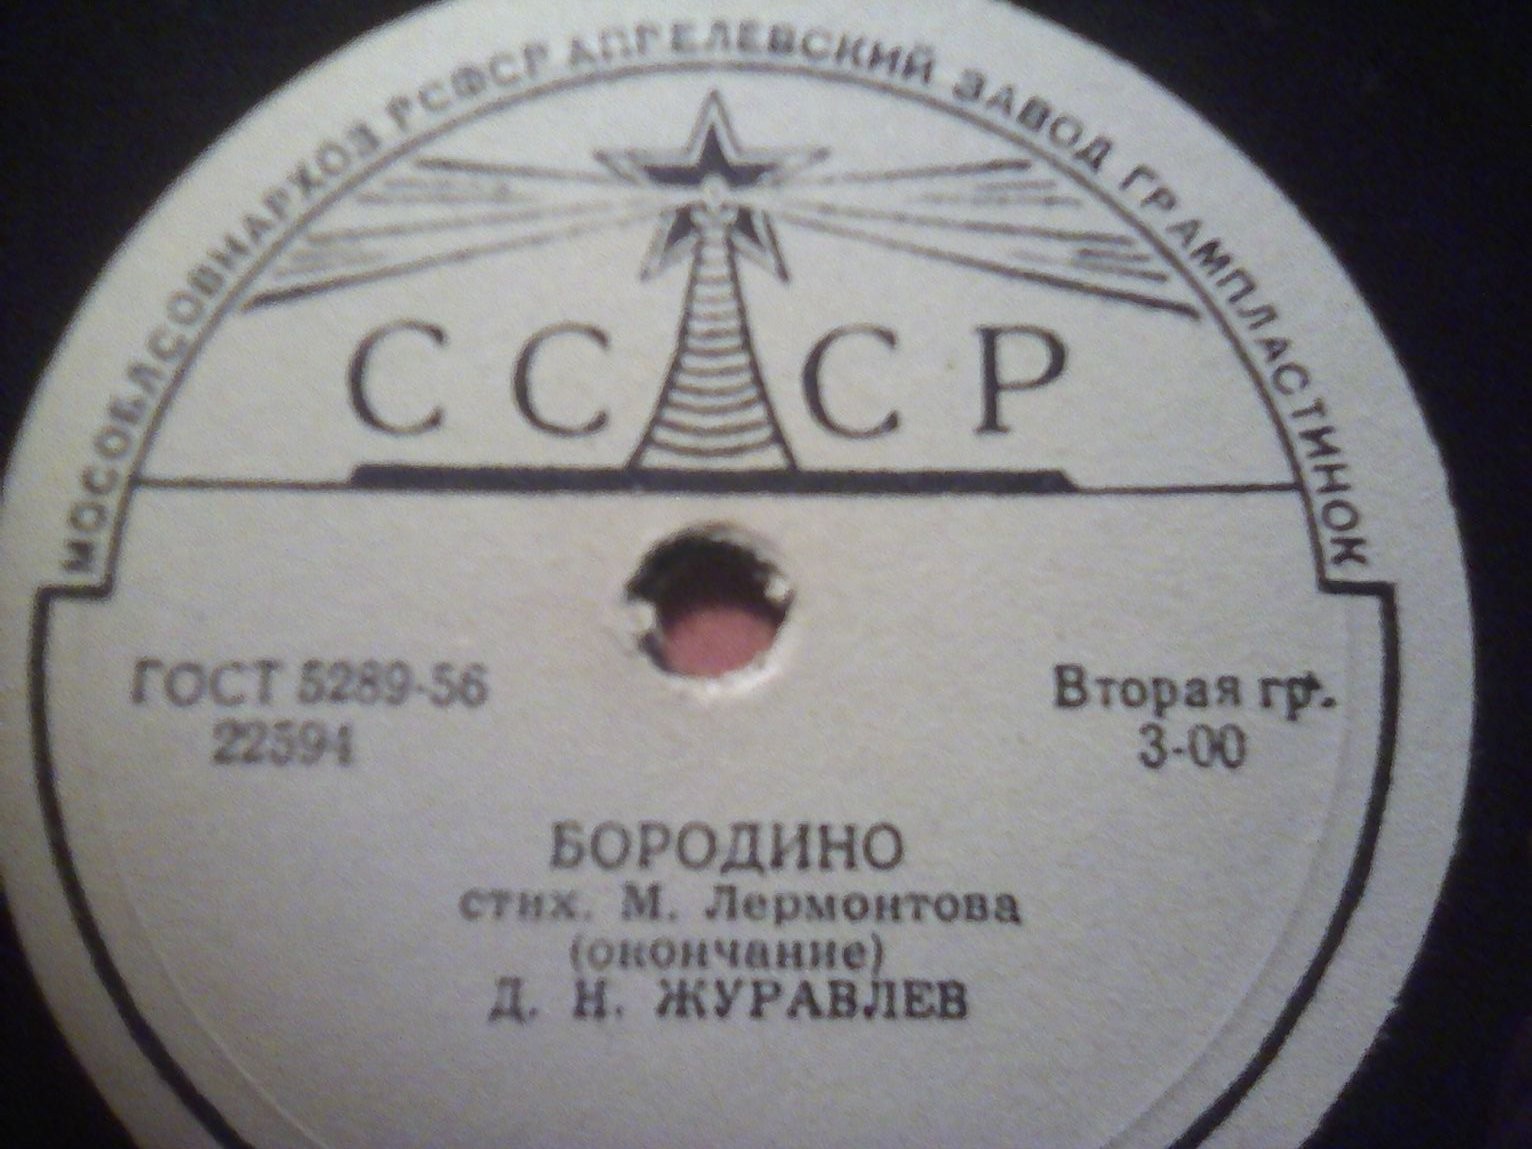 МОСОБЛСОВНАРХОЗ РСФСР АПРЕЛЕВСКИЙ ЗАВОД ГРАМПЛАСТИНОК
СССР
ГОСТ 5289-56
22594
Вторая гр.
3-00
БОРОДИНО
стих. М. Лермонтова
(окончание)
Д. Н. ЖУРАВЛЕВ